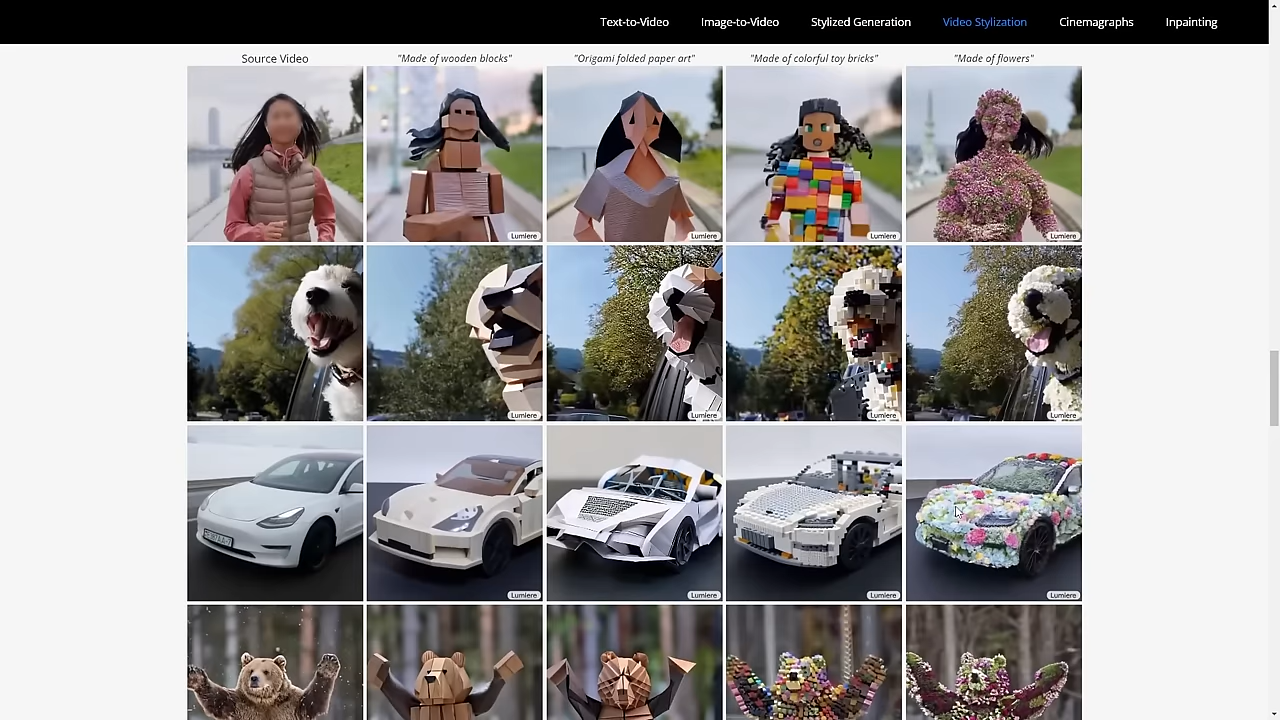 Text-to-Video Image-to-Video Stylized Generation Video Stylization Cinemagraphs Inpainting
Source Video "Made of wooden blocks" "Origami folded paper art" "Made of colorful toy bricks" "Made of flowers"
Lumiere Lumiere Lumiere Lumiere
Lumiere Lumiere Lumiere Lumiere
Lumiere Lumiere Lumiere Lumiere